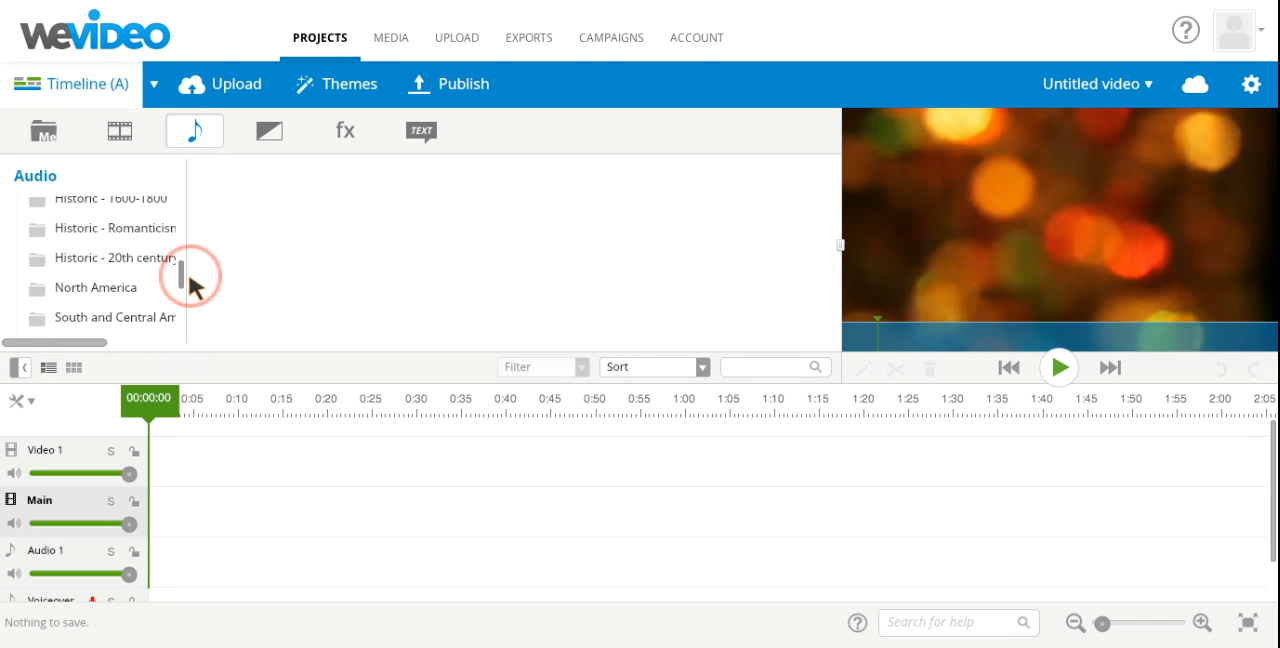 WEVIDEO
PROJECTS MEDIA UPLOAD EXPORTS CAMPAIGNS ACCOUNT
Timeline (A) Upload Themes Publish Untitled video
Me fx TEXT
Audio
Historic - 1600-1800
Historic - Romanticism
Historic - 20th century
North America
South and Central Am
Filter Sort
00:00:00 0:05 0:10 0:15 0:20 0:25 0:30 0:35 0:40 0:45 0:50 0:55 1:00 1:05 1:10 1:15 1:20 1:25 1:30 1:35 1:40 1:45 1:50 1:55 2:00 2:05
Video 1 S
Main S
Audio 1 S
Voiceover S
Nothing to save. Search for help